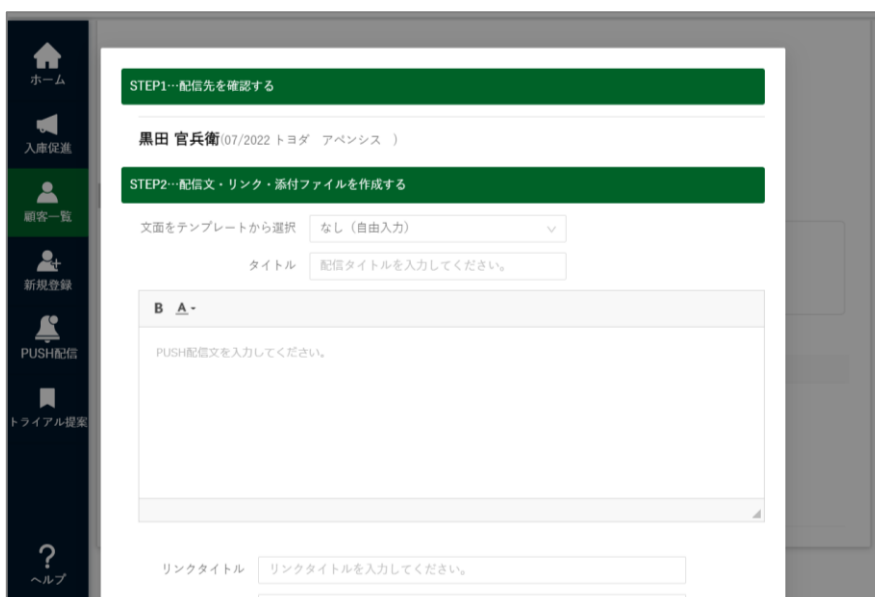 ホーム
入庫促進
顧客一覧
新規登録
PUSH配信
トライアル提案
ヘルプ
STEP1…配信先を確認する
黒田 官兵衛(07/2022 トヨダ アベンシス )
STEP2…配信文・リンク・添付ファイルを作成する
文面をテンプレートから選択 なし（自由入力）
タイトル 配信タイトルを入力してください。
B A
PUSH配信文を入力してください。
リンクタイトル リンクタイトルを入力してください。